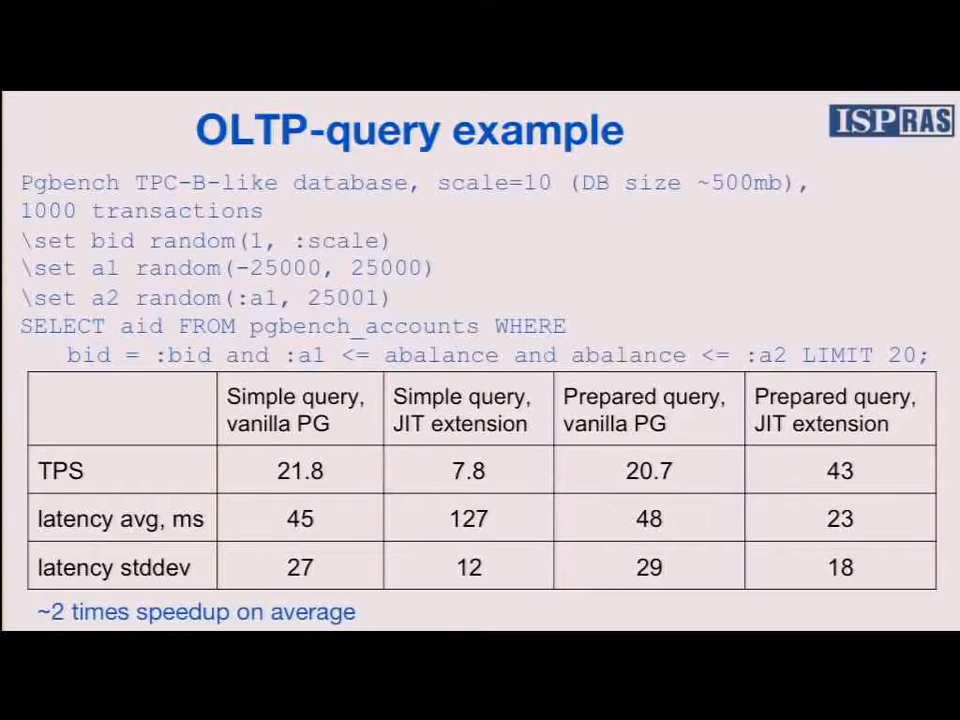 OLTP-query example
ISPRAS
Pgbench TPC-B-like database, scale=10 (DB size ~500mb),
1000 transactions
\set bid random(1, :scale)
\set a1 random(-25000, 25000)
\set a2 random(:a1, 25001)
SELECT aid FROM pgbench_accounts WHERE
bid = :bid and :a1 <= abalance and abalance <= :a2 LIMIT 20;
Simple query, Simple query, Prepared query, Prepared query,
vanilla PG JIT extension vanilla PG JIT extension
TPS 21.8 7.8 20.7 43
latency avg, ms 45 127 48 23
latency stddev 27 12 29 18
~2 times speedup on average